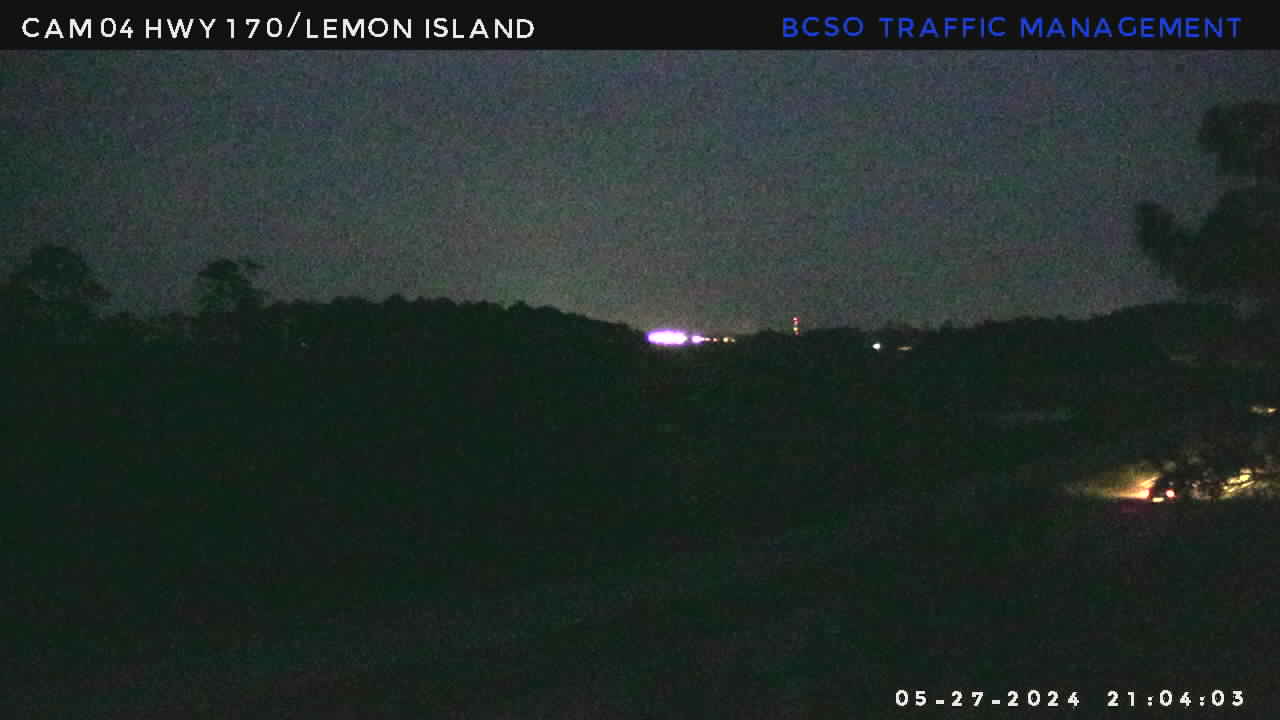 CAM04 HWY 170/LEMON ISLAND
BCSO TRAFFIC MANAGEMENT
05-27-2024 21:04:03